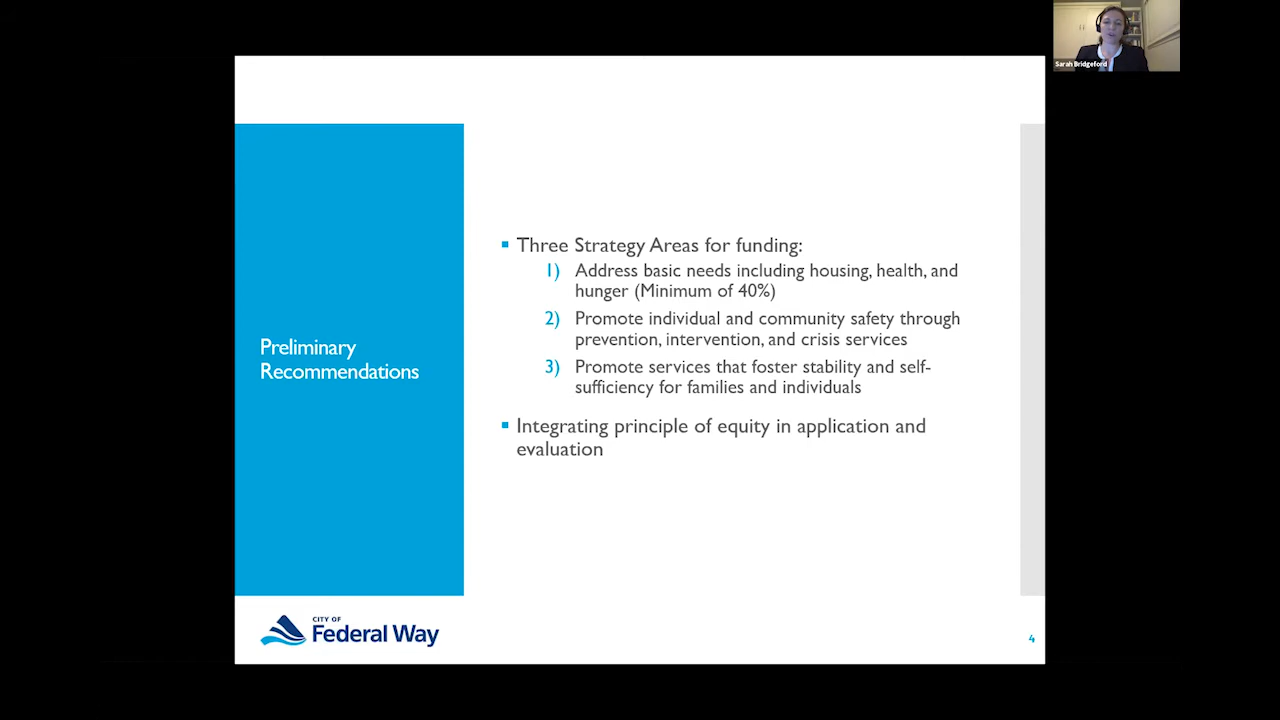 Sarah Bridgeford
Three Strategy Areas for funding:
1) Address basic needs including housing, health, and
hunger (Minimum of 40%)
2) Promote individual and community safety through
prevention, intervention, and crisis services
3) Promote services that foster stability and self-
sufficiency for families and individuals
Preliminary
Recommendations
Integrating principle of equity in application and
evaluation
CITY OF
Federal Way
4